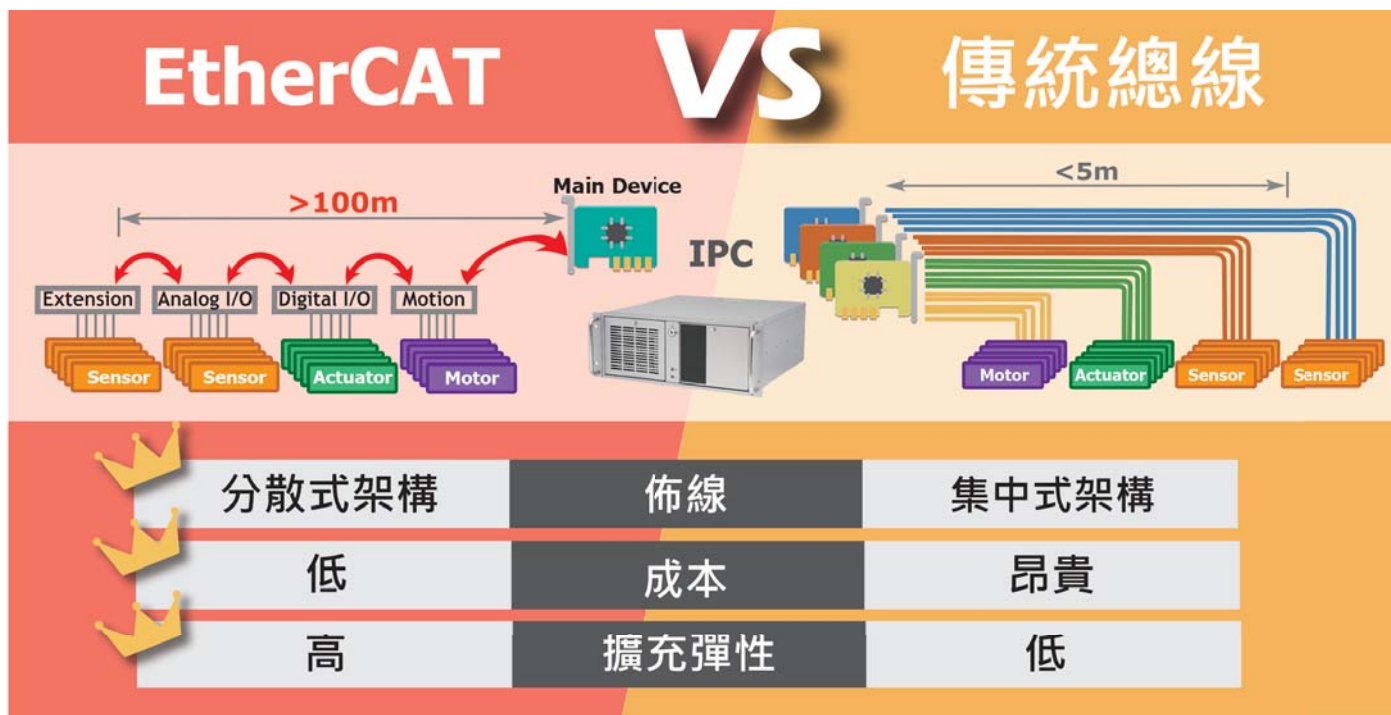 EtherCAT VS 傳統總線
>100m
Main Device
IPC
<5m
Extension Analog I/O Digital I/O Motion
Sensor Sensor Actuator Motor
Motor Actuator Sensor Sensor
分散式架構 佈線 集中式架構
低 成本 昂貴
高 擴充彈性 低